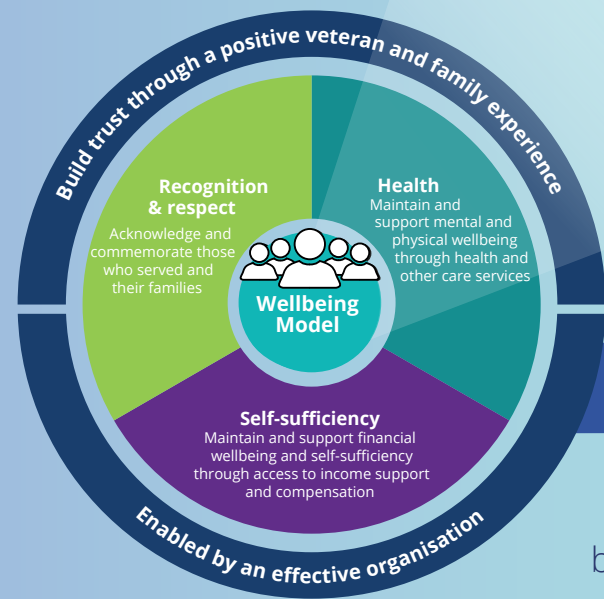 Build trust through a positive veteran and family experience
Recognition
& respect
Acknowledge and
commemorate those
who served and
their families
Health
Maintain and
support mental and
physical wellbeing
through health and
other care services
Wellbeing
Model
Self-sufficiency
Maintain and support financial
wellbeing and self-sufficiency
through access to income support
and compensation
Enabled by an effective organisation
b